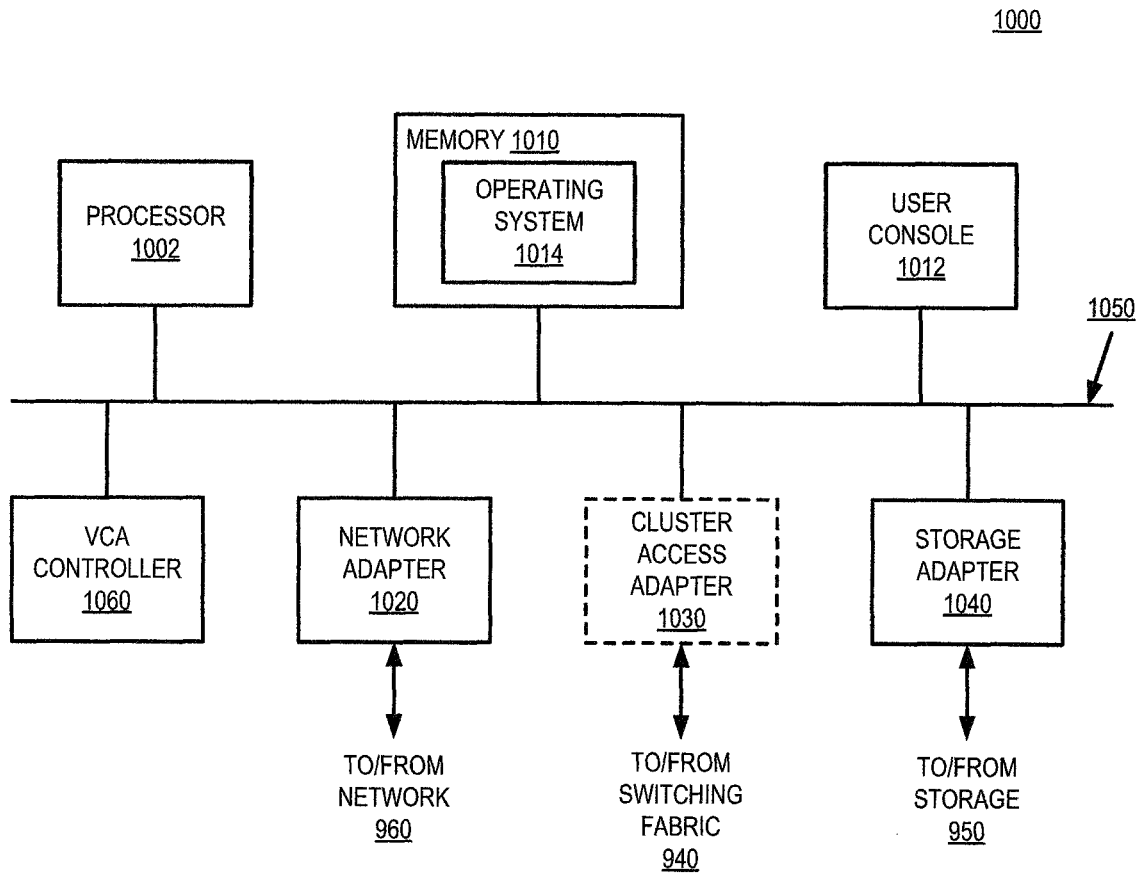 1000
MEMORY 1010
OPERATING
SYSTEM
1014
PROCESSOR
1002
USER
CONSOLE
1012
1050
VCA
CONTROLLER
1060
NETWORK
ADAPTER
1020
CLUSTER
ACCESS
ADAPTER
1030
STORAGE
ADAPTER
1040
TO/FROM
NETWORK
960
TO/FROM
SWITCHING
FABRIC
940
TO/FROM
STORAGE
950